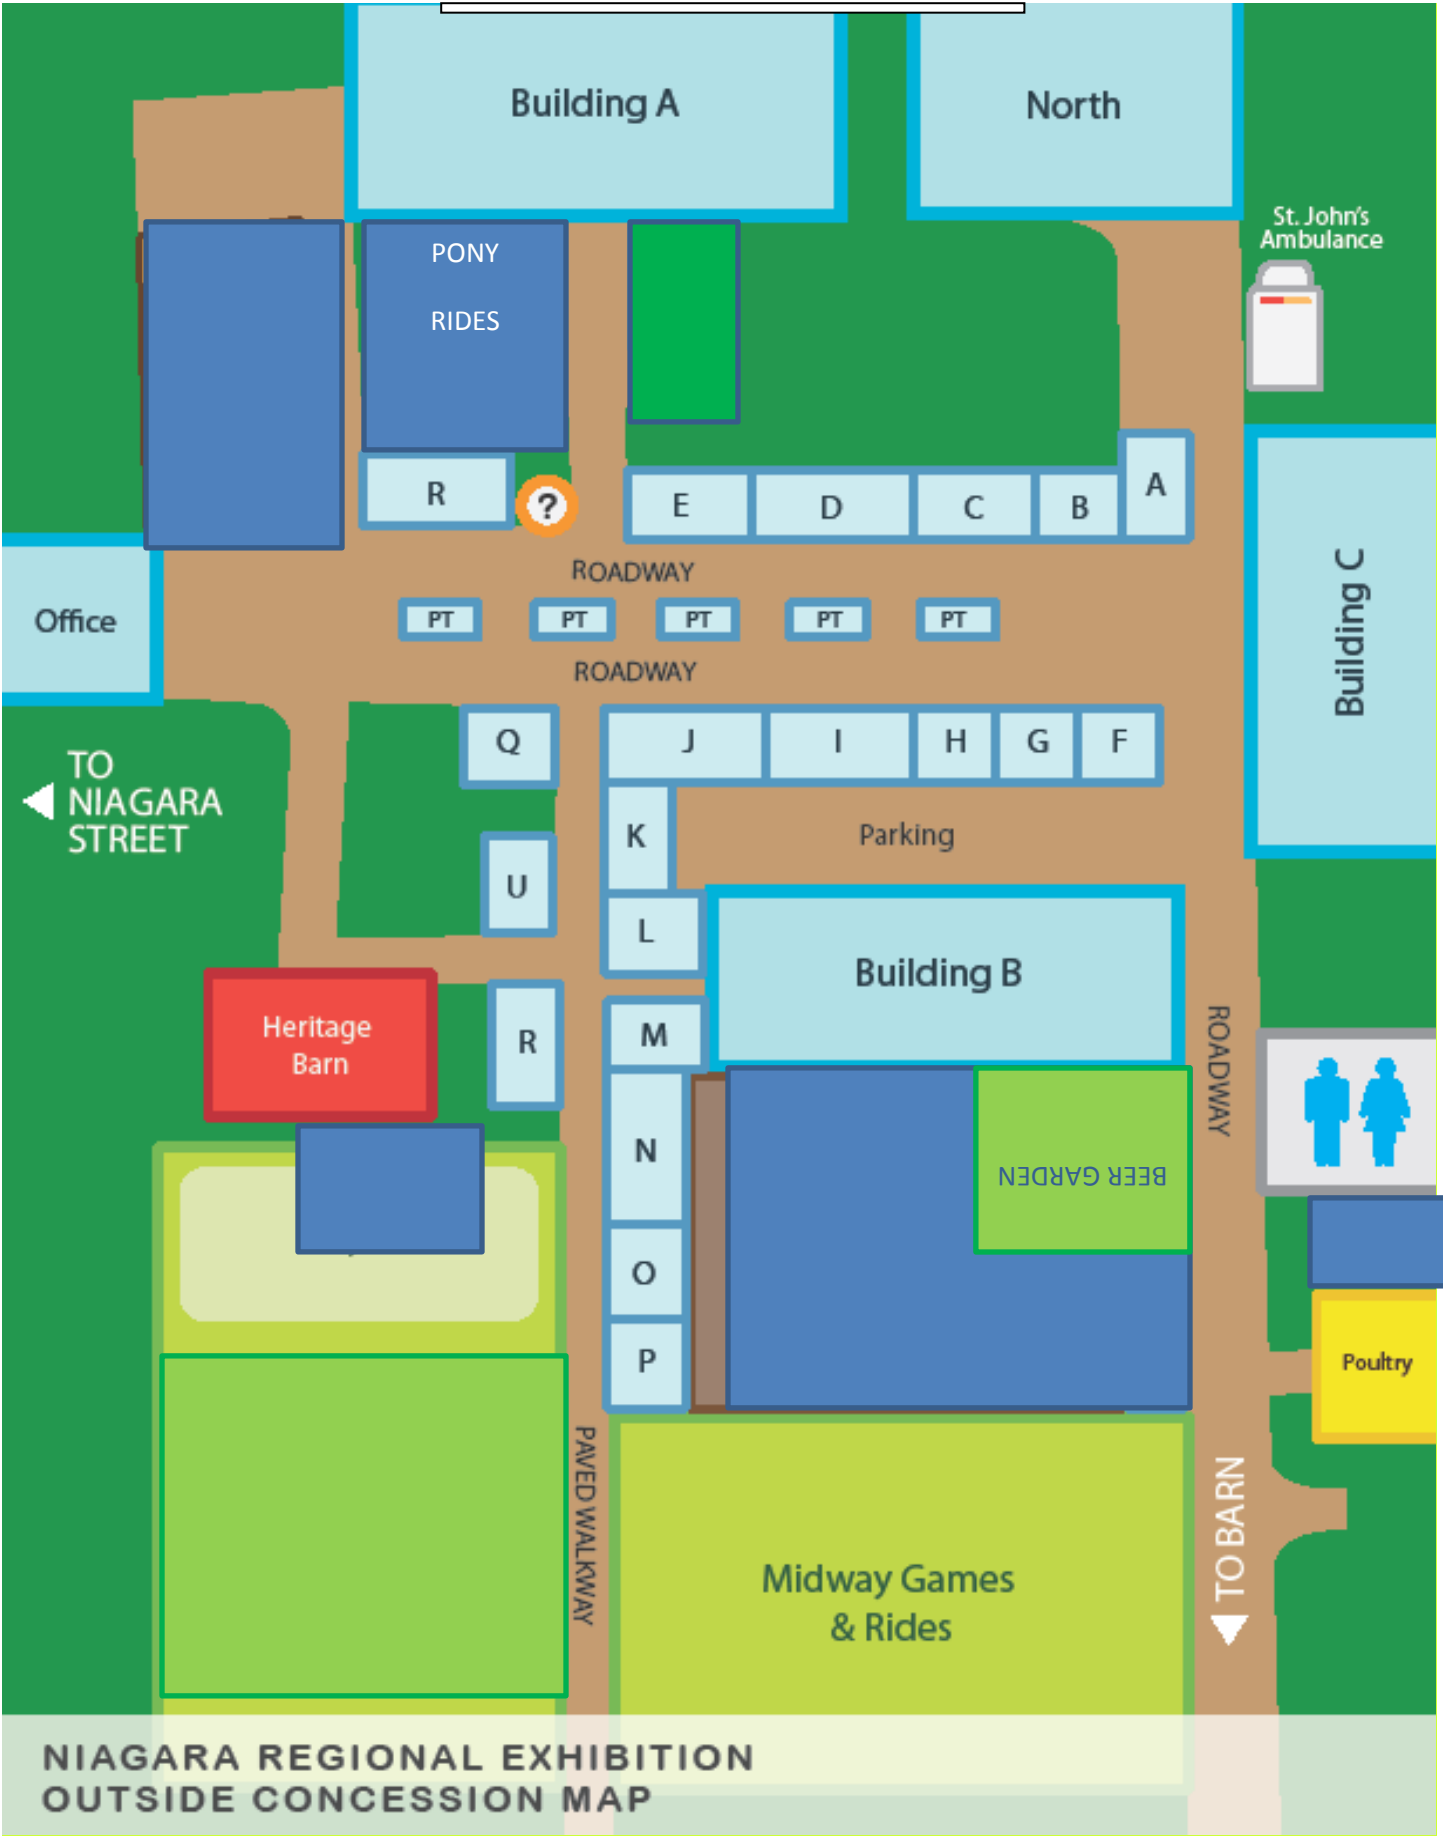 Building A
North
St. John's
Ambulance
PONY
RIDES
R
?
E
D
C
B
A
ROADWAY
Building C
Office
PT
PT
PT
PT
PT
ROADWAY
Q
J
I
H
G
F
TO
NIAGARA
STREET
K
Parking
U
L
Building B
Heritage
Barn
R
M
ROADWAY
N
BEER GARDEN
O
P
Poultry
PAVED WALKWAY
TO BARN
Midway Games
& Rides
NIAGARA REGIONAL EXHIBITION
OUTSIDE CONCESSION MAP